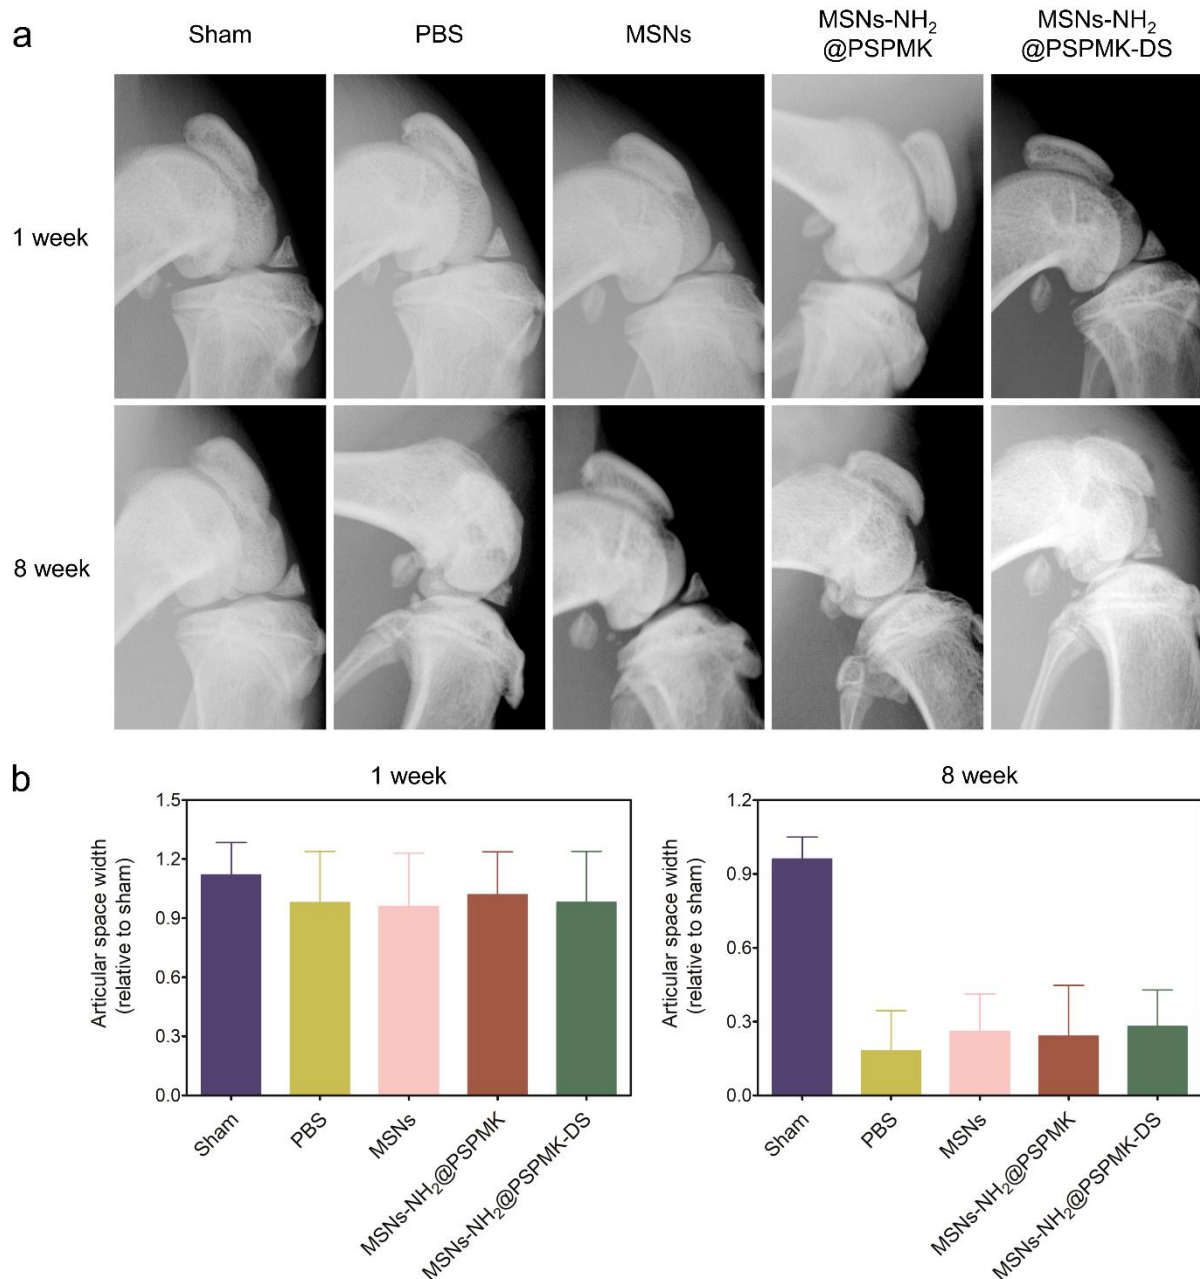 a
Sham
PBS
MSNs
MSNs-NH₂
@PSPMK
MSNs-NH₂
@PSPMK-DS
1 week
8 week
b
1 week
Articular space width
(relative to sham)
1.5
1.2
0.9
0.6
0.3
0.0
Sham
PBS
MSNs
MSNs-NH₂@PSPMK
MSNs-NH₂@PSPMK-DS
8 week
Articular space width
(relative to sham)
1.2
0.9
0.6
0.3
0.0
Sham
PBS
MSNs
MSNs-NH₂@PSPMK
MSNs-NH₂@PSPMK-DS